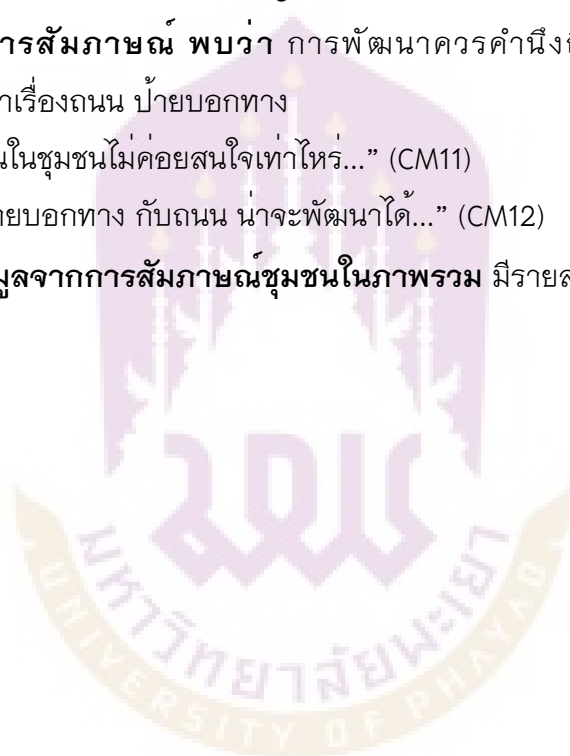 การสัมภาษณ์ พบว่า การพัฒนาควรคำนึงถึ
าเรื่องถนน ป้ายบอกทาง
นในชุมชนไม่ค่อยสนใจเท่าไหร่...” (CM11)
ายบอกทาง กับถนน น่าจะพัฒนาได้...” (CM12)
มูลจากการสัมภาษณ์ชุมชนในภาพรวม มีรายล
มพย
มหาวิทยาลัยพะเยา
UNIVERSITY OF PHAYAO